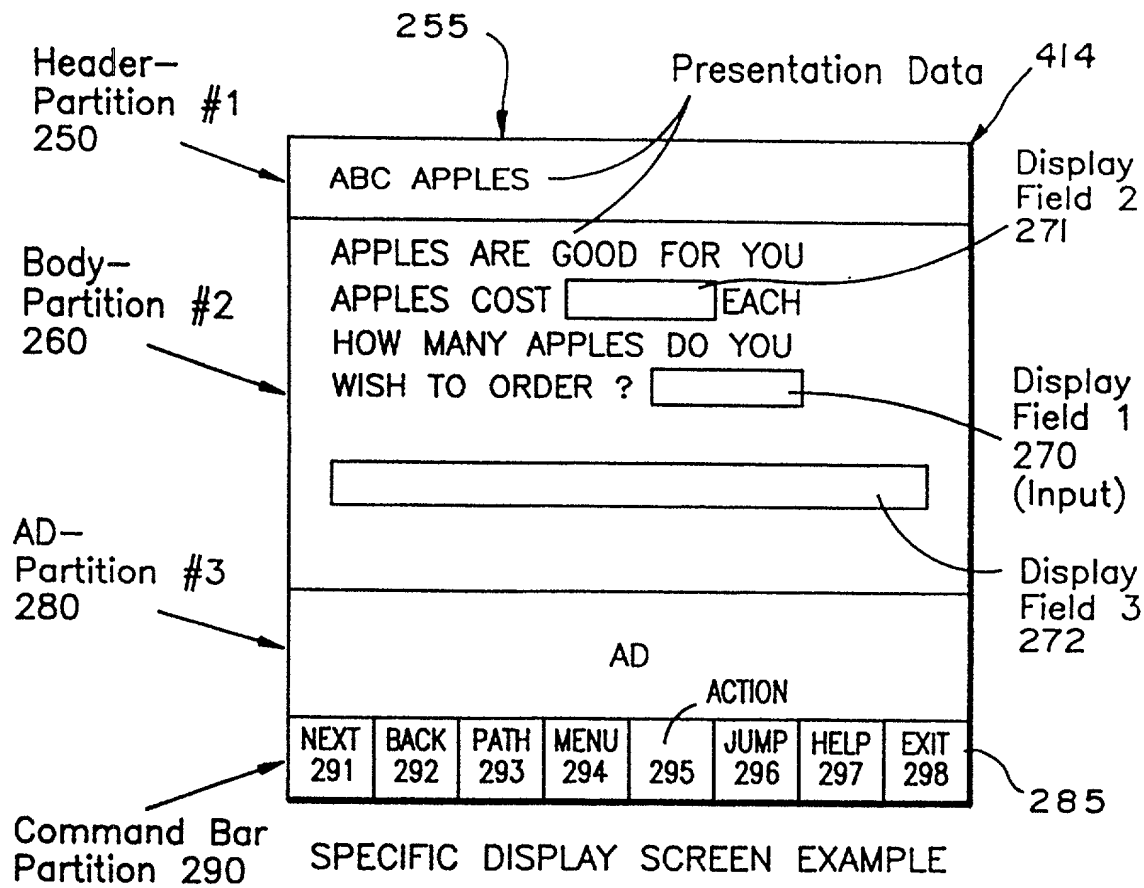 255
Header-
Partition #1
250
Presentation Data
414
ABC APPLES
Display
Field 2
271
Body-
Partition #2
260
APPLES ARE GOOD FOR YOU
APPLES COST EACH
HOW MANY APPLES DO YOU
WISH TO ORDER ?
Display
Field 1
270
(Input)
AD-
Partition #3
280
Display
Field 3
272
AD
ACTION
NEXT BACK PATH MENU JUMP HELP EXIT
291 292 293 294 295 296 297 298
285
Command Bar
Partition 290
SPECIFIC DISPLAY SCREEN EXAMPLE